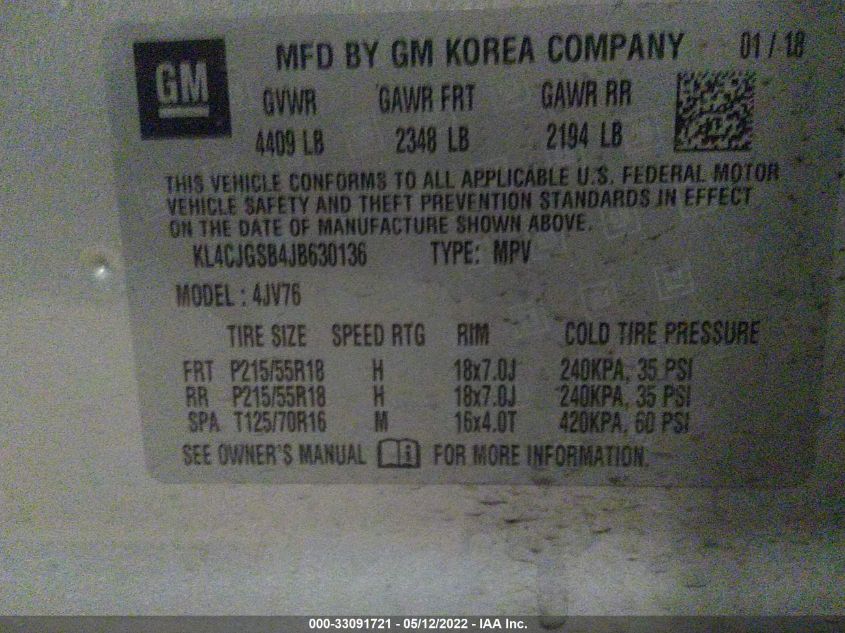 GM
MFD BY GM KOREA COMPANY 01 / 18
GVWR GAWR FRT GAWR RR
4409 LB 2348 LB 2194 LB
THIS VEHICLE CONFORMS TO ALL APPLICABLE U.S. FEDERAL MOTOR
VEHICLE SAFETY AND THEFT PREVENTION STANDARDS IN EFFECT
ON THE DATE OF MANUFACTURE SHOWN ABOVE.
KL4CJGSB4JB630136 TYPE: MPV
MODEL : 4JV76
TIRE SIZE SPEED RTG RIM COLD TIRE PRESSURE
FRT P215/55R18 H 18x7.0J 240KPA, 35 PSI
RR P215/55R18 H 18x7.0J 240KPA, 35 PSI
SPA T125/70R16 M 16x4.0T 420KPA, 60 PSI
SEE OWNER'S MANUAL i FOR MORE INFORMATION.
000-33091721 - 05/12/2022 - IAA Inc.